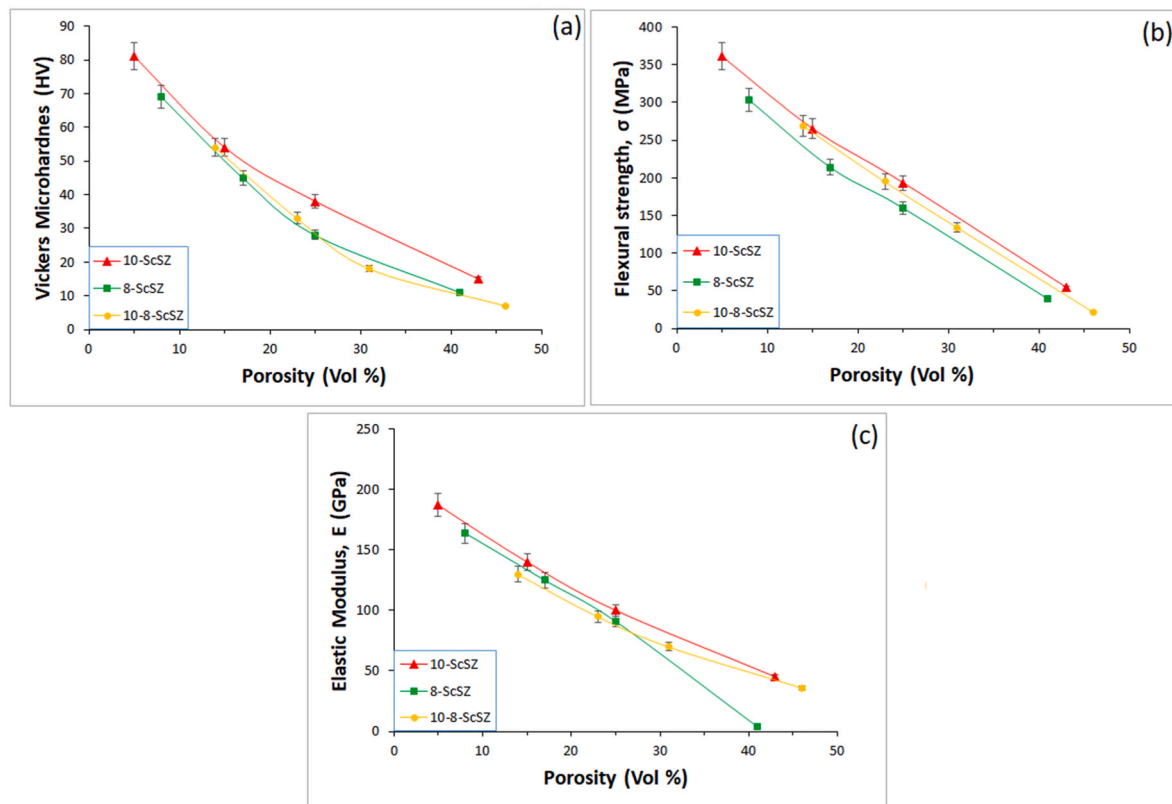 (a)
Vickers Microhardnes (HV)
90
80
70
60
50
40
30
20
10
0
10-ScSZ
8-ScSZ
10-8-ScSZ
0 10 20 30 40 50
Porosity (Vol %)
(b)
Flexural strength, σ (MPa)
400
350
300
250
200
150
100
50
0
10-ScSZ
8-ScSZ
10-8-ScSZ
0 10 20 30 40 50
Porosity (Vol %)
(c)
Elastic Modulus, E (GPa)
250
200
150
100
50
0
10-ScSZ
8-ScSZ
10-8-ScSZ
0 10 20 30 40 50
Porosity (Vol %)